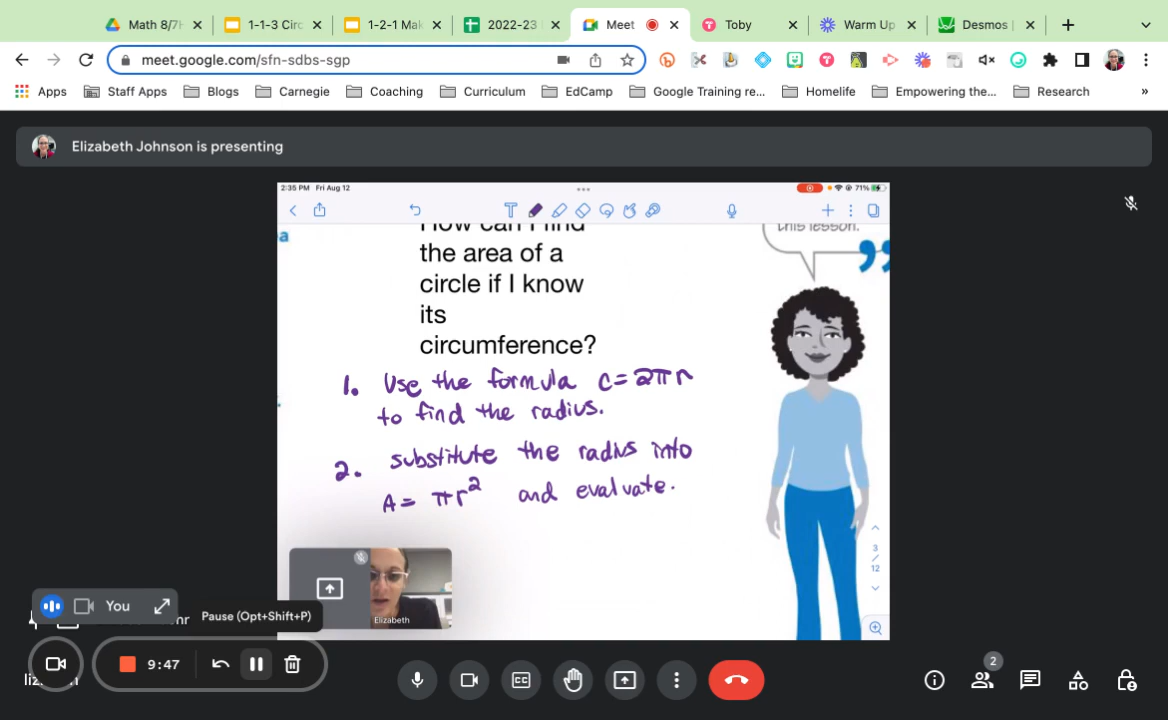 Math 8/7
1-1-3 Circ
1-2-1 Mak
2022-23
Meet
Toby
Warm Up
Desmos
meet.google.com/sfn-sdbs-sgp
Apps
Staff Apps
Blogs
Carnegie
Coaching
Curriculum
EdCamp
Google Training re...
Homelife
Empowering the...
Research
»
Elizabeth Johnson is presenting
2:35 PM Fri Aug 12
71%
this lesson.
How can I find
the area of a
circle if I know
its
circumference?
1. Use the formula C=2πr
to find the radius.
2. substitute the radius into
A = πr² and evaluate.
3
/
12
Elizabeth
You
Pause (Opt+Shift+P)
9:47
CC
2